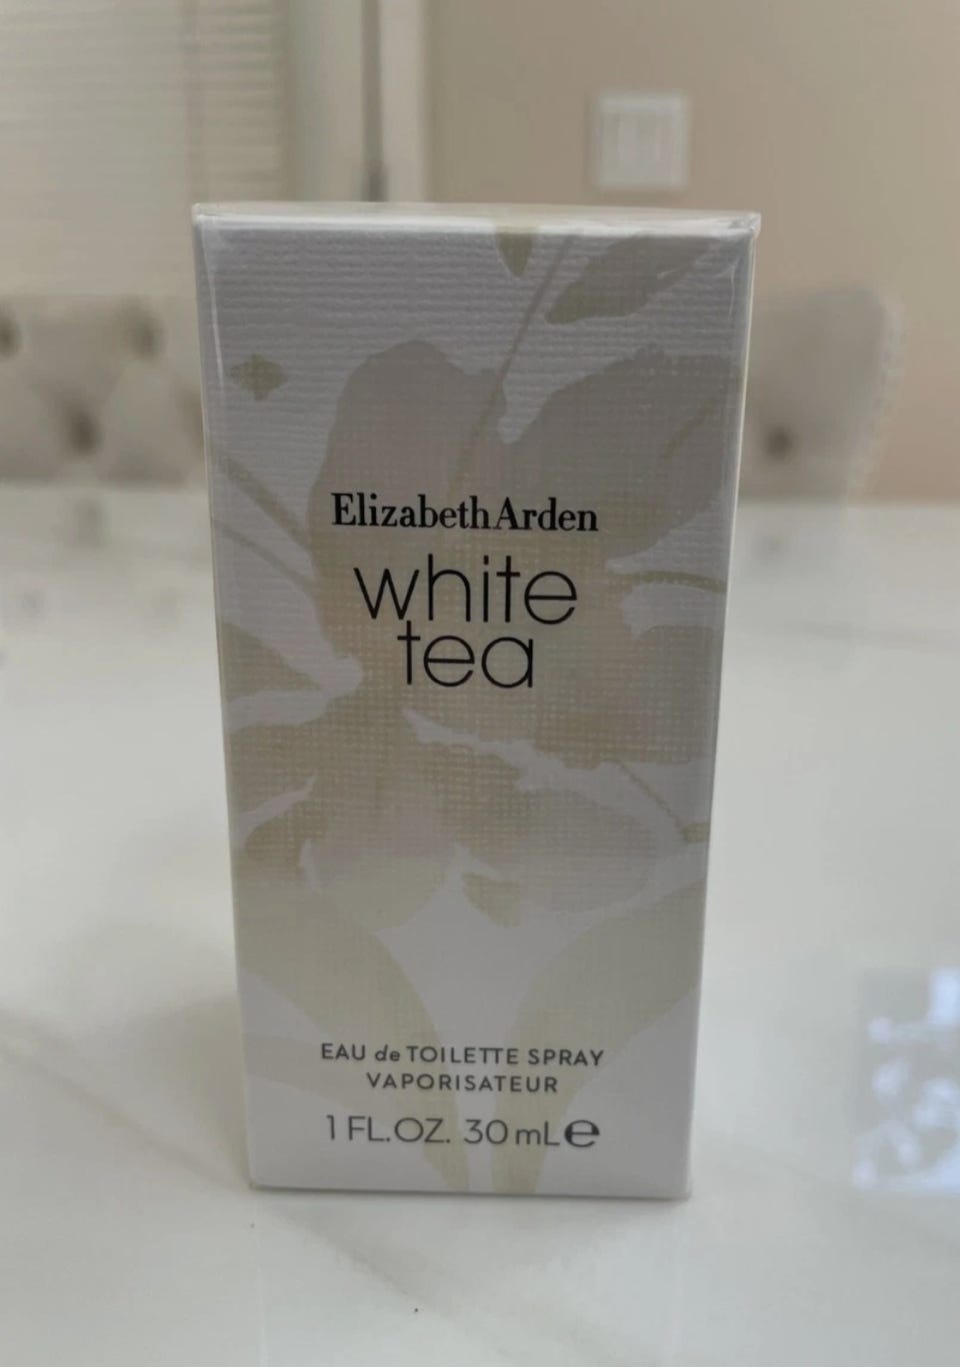 ElizabethArden
white
tea
EAU de TOILETTE SPRAY
VAPORISATEUR
1 FL.OZ. 30 mL ℮